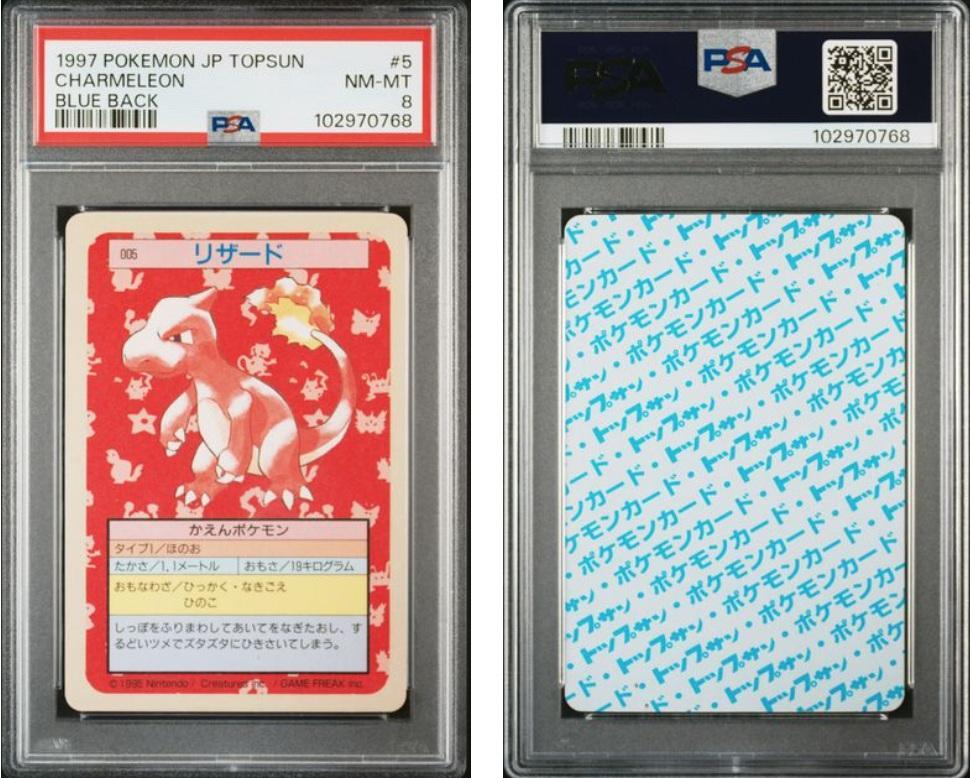 1997 POKEMON JP TOPSUN #5
CHARMELEON NM-MT
BLUE BACK 8
PSA 102970768
005 リザード
かえんポケモン
タイプ1/ほのお
たかさ/1,1メートル おもさ/19キログラム
おもなわざ/ひっかく・なきごえ
ひのこ
しっぽをふりまわしてあいてをなぎたおし、す
るどいツメでズタズタにひきさいてしまう。
©1995 Nintendo / Creatures inc. / GAME FREAK inc.
PSA PSA
102970768
トップサン・ポケモンカード・トップサン・ポケモンカード